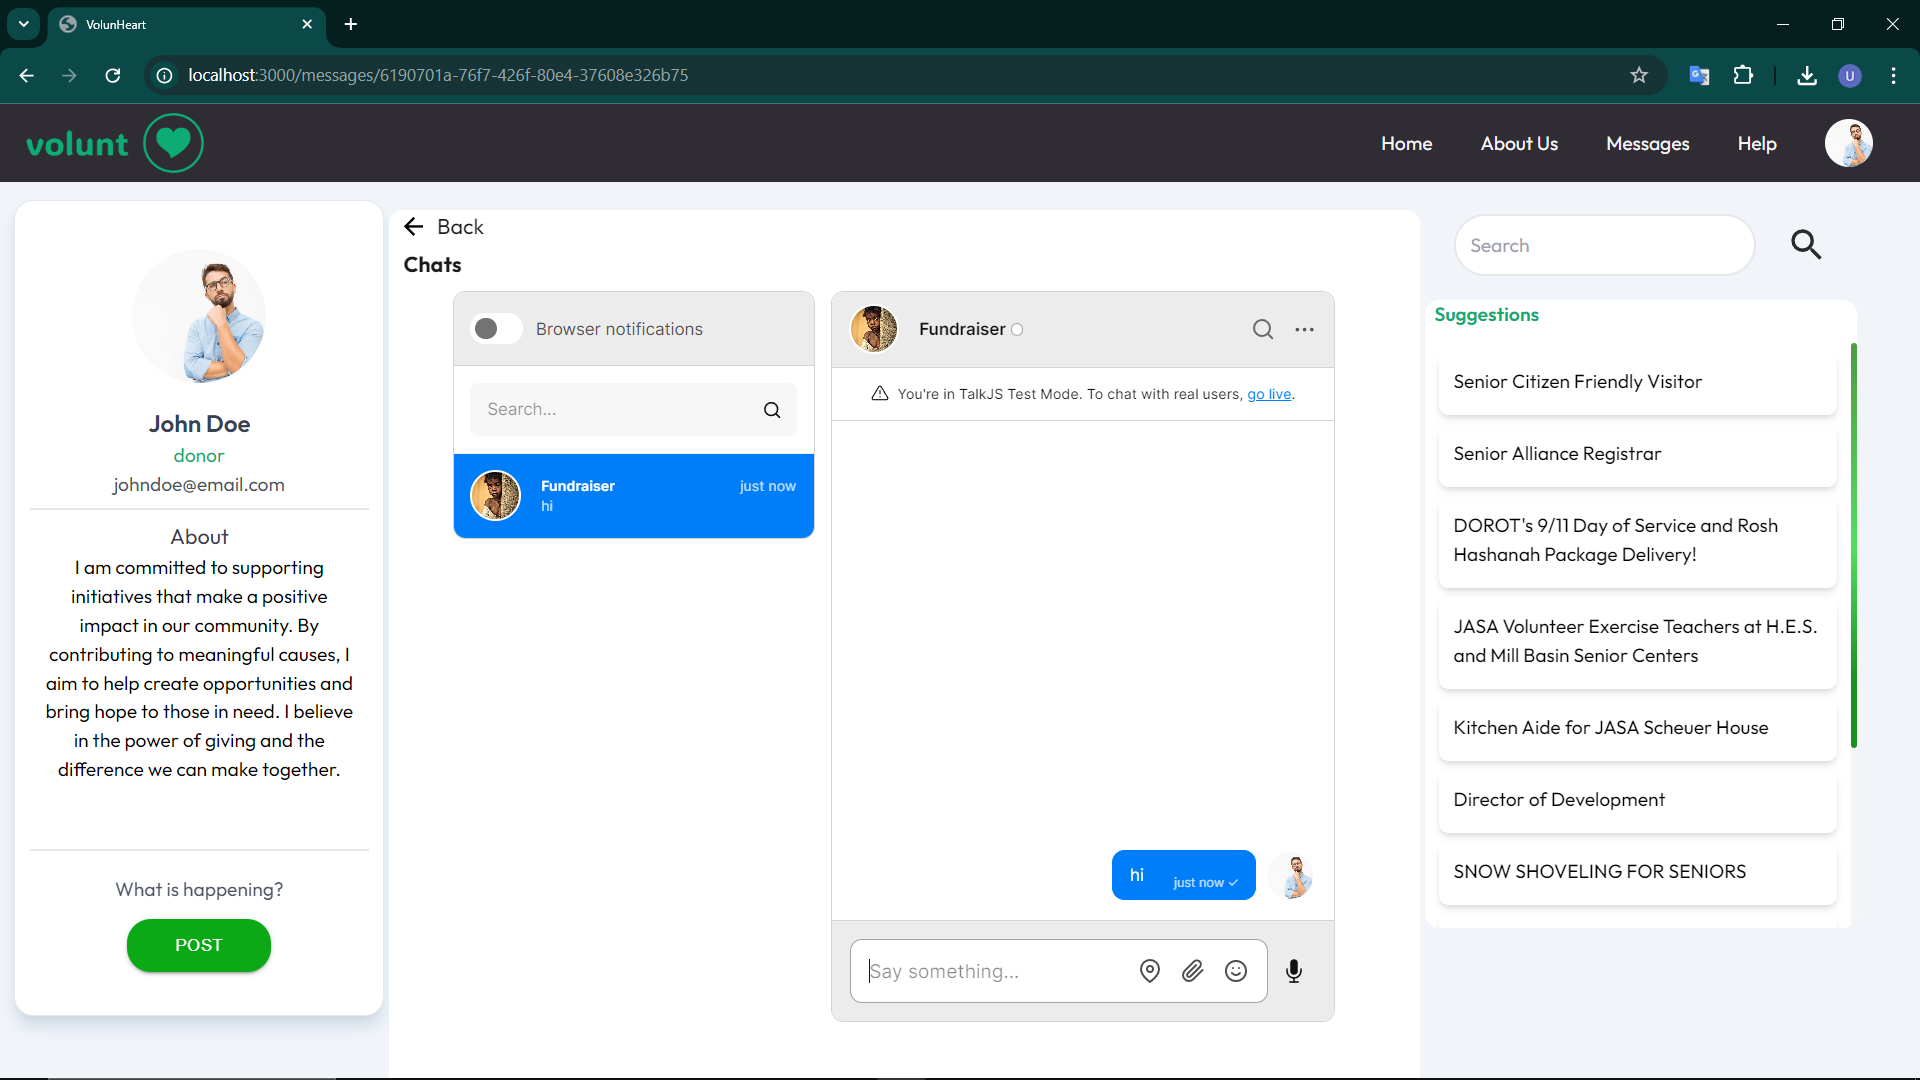 VolunHeart
localhost:3000/messages/6190701a-76f7-426f-80e4-37608e326b75
U
volunt
Home
About Us
Messages
Help
John Doe
donor
johndoe@email.com
About
I am committed to supporting
initiatives that make a positive
impact in our community. By
contributing to meaningful causes, I
aim to help create opportunities and
bring hope to those in need. I believe
in the power of giving and the
difference we can make together.
What is happening?
POST
Back
Chats
Browser notifications
Search...
Fundraiser
just now
hi
Fundraiser
You're in TalkJS Test Mode. To chat with real users, go live.
hi
just now
Say something...
Search
Suggestions
Senior Citizen Friendly Visitor
Senior Alliance Registrar
DOROT's 9/11 Day of Service and Rosh
Hashanah Package Delivery!
JASA Volunteer Exercise Teachers at H.E.S.
and Mill Basin Senior Centers
Kitchen Aide for JASA Scheuer House
Director of Development
SNOW SHOVELING FOR SENIORS